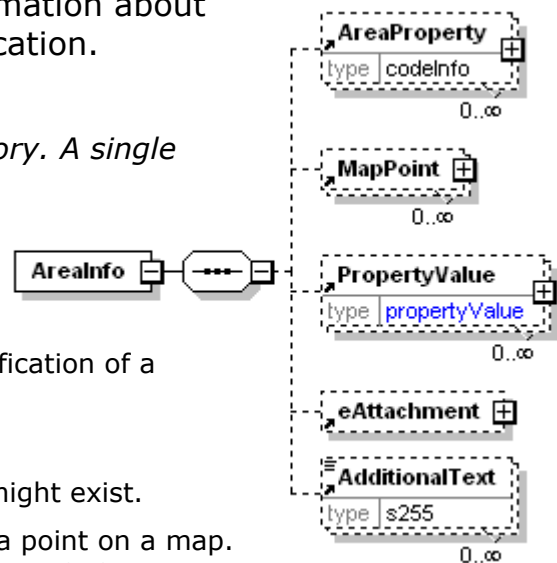 mation about
cation.
ory. A single
fication of a
might exist.
a point on a map.
AreaInfo
AreaProperty
type codeInfo
0..∞
MapPoint
0..∞
PropertyValue
type propertyValue
0..∞
eAttachment
AdditionalText
type s255
0..∞